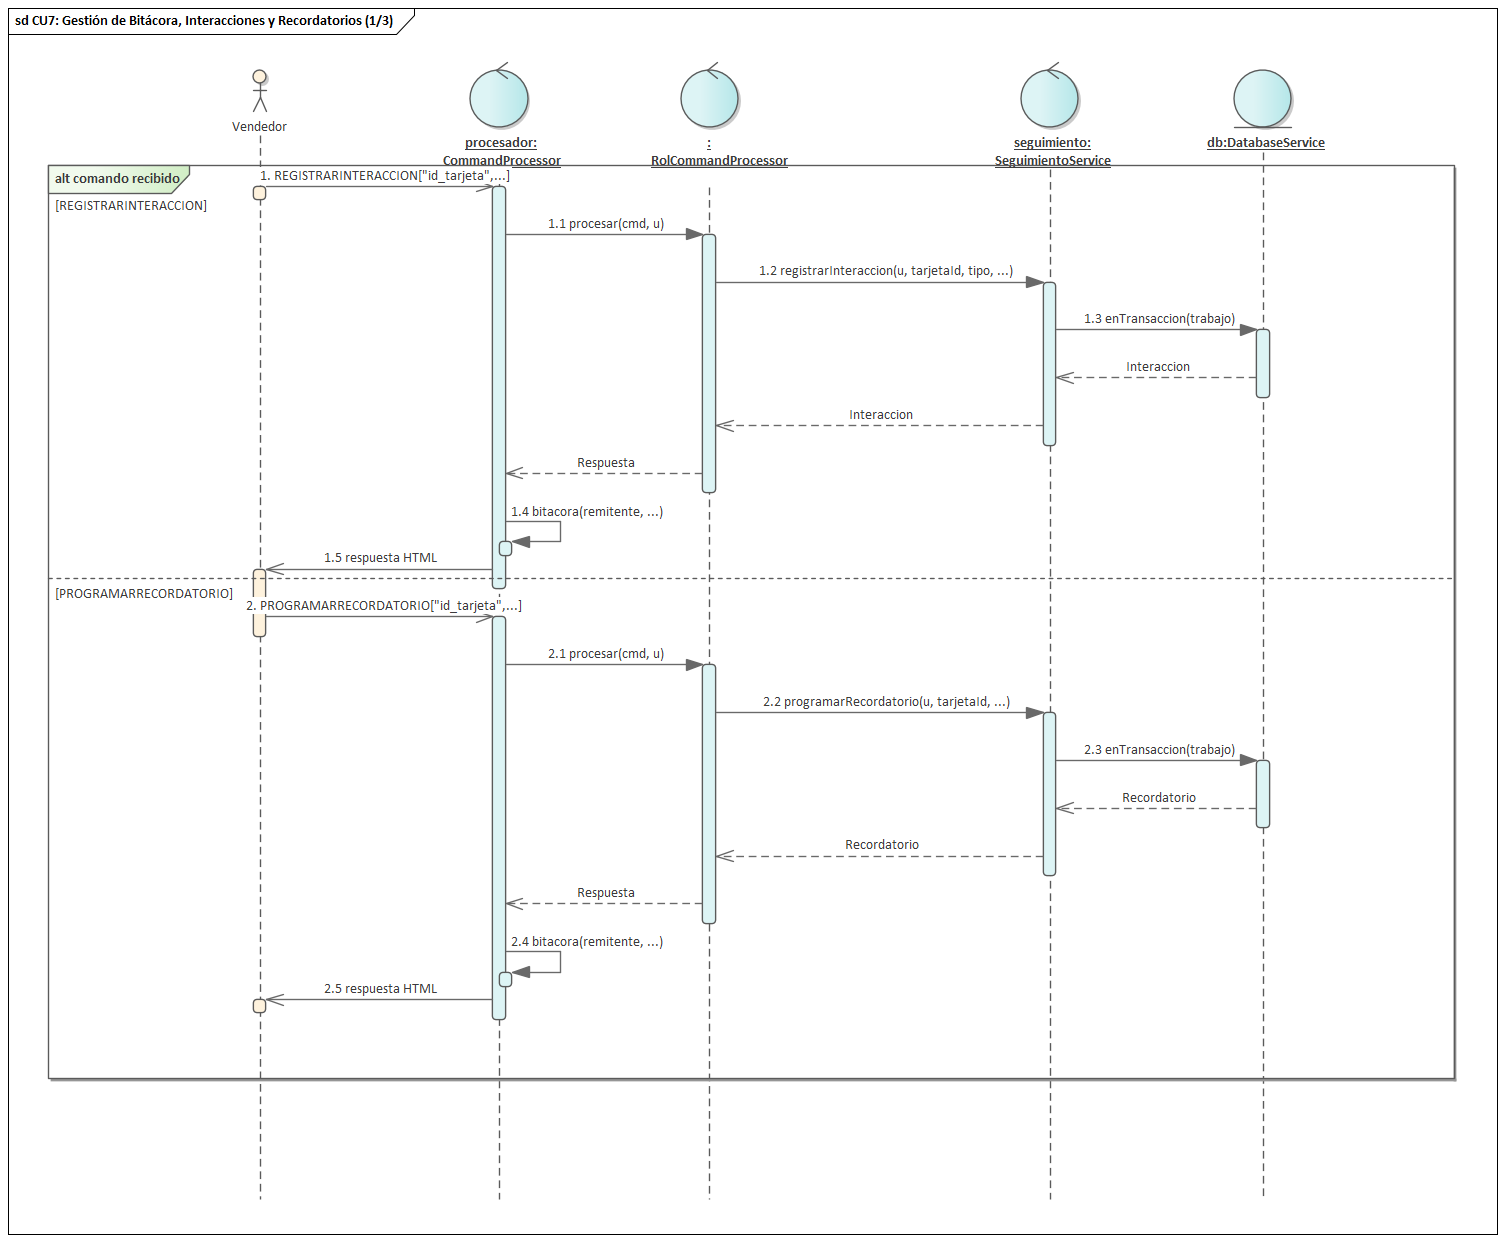 sd CU7: Gestión de Bitácora, Interacciones y Recordatorios (1/3)
Vendedor
procesador:
CommandProcessor
:
RolCommandProcessor
seguimiento:
SeguimientoService
db:DatabaseService
alt comando recibido
1. REGISTRARINTERACCION["id_tarjeta",...]
[REGISTRARINTERACCION]
1.1 procesar(cmd, u)
1.2 registrarInteraccion(u, tarjetaId, tipo, ...)
1.3 enTransaccion(trabajo)
Interaccion
Interaccion
Respuesta
1.4 bitacora(remitente, ...)
1.5 respuesta HTML
[PROGRAMARRECORDATORIO]
2. PROGRAMARRECORDATORIO["id_tarjeta",...]
2.1 procesar(cmd, u)
2.2 programarRecordatorio(u, tarjetaId, ...)
2.3 enTransaccion(trabajo)
Recordatorio
Recordatorio
Respuesta
2.4 bitacora(remitente, ...)
2.5 respuesta HTML